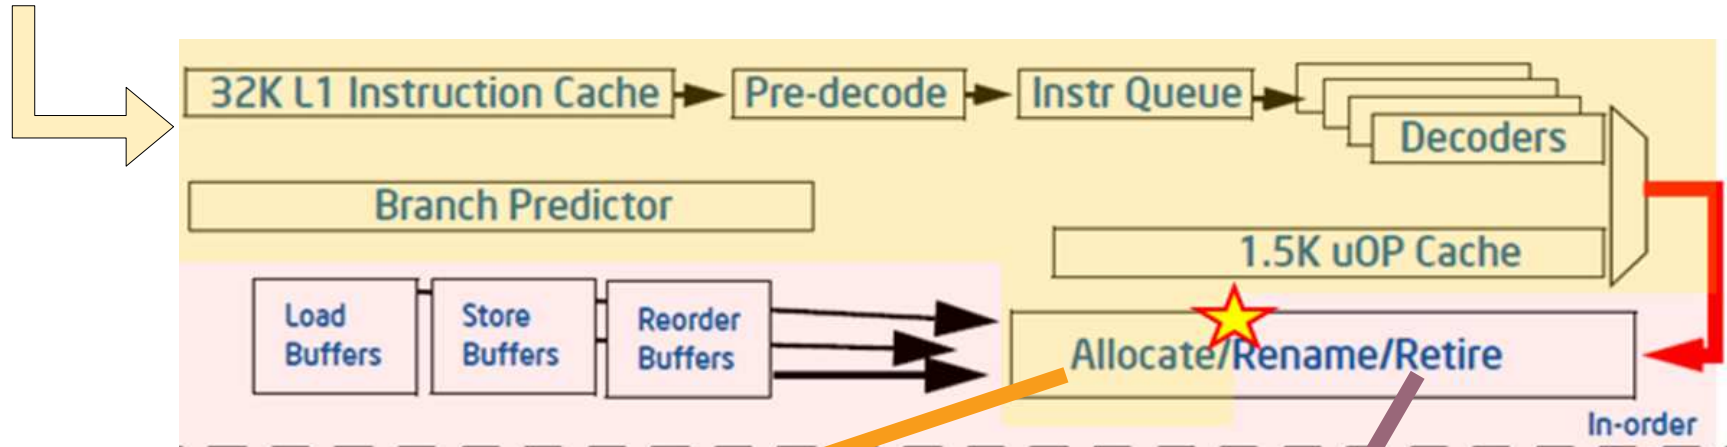 32K L1 Instruction Cache
Pre-decode
Instr Queue
Decoders
Branch Predictor
1.5K uOP Cache
Load
Buffers
Store
Buffers
Reorder
Buffers
Allocate/Rename/Retire
In-order